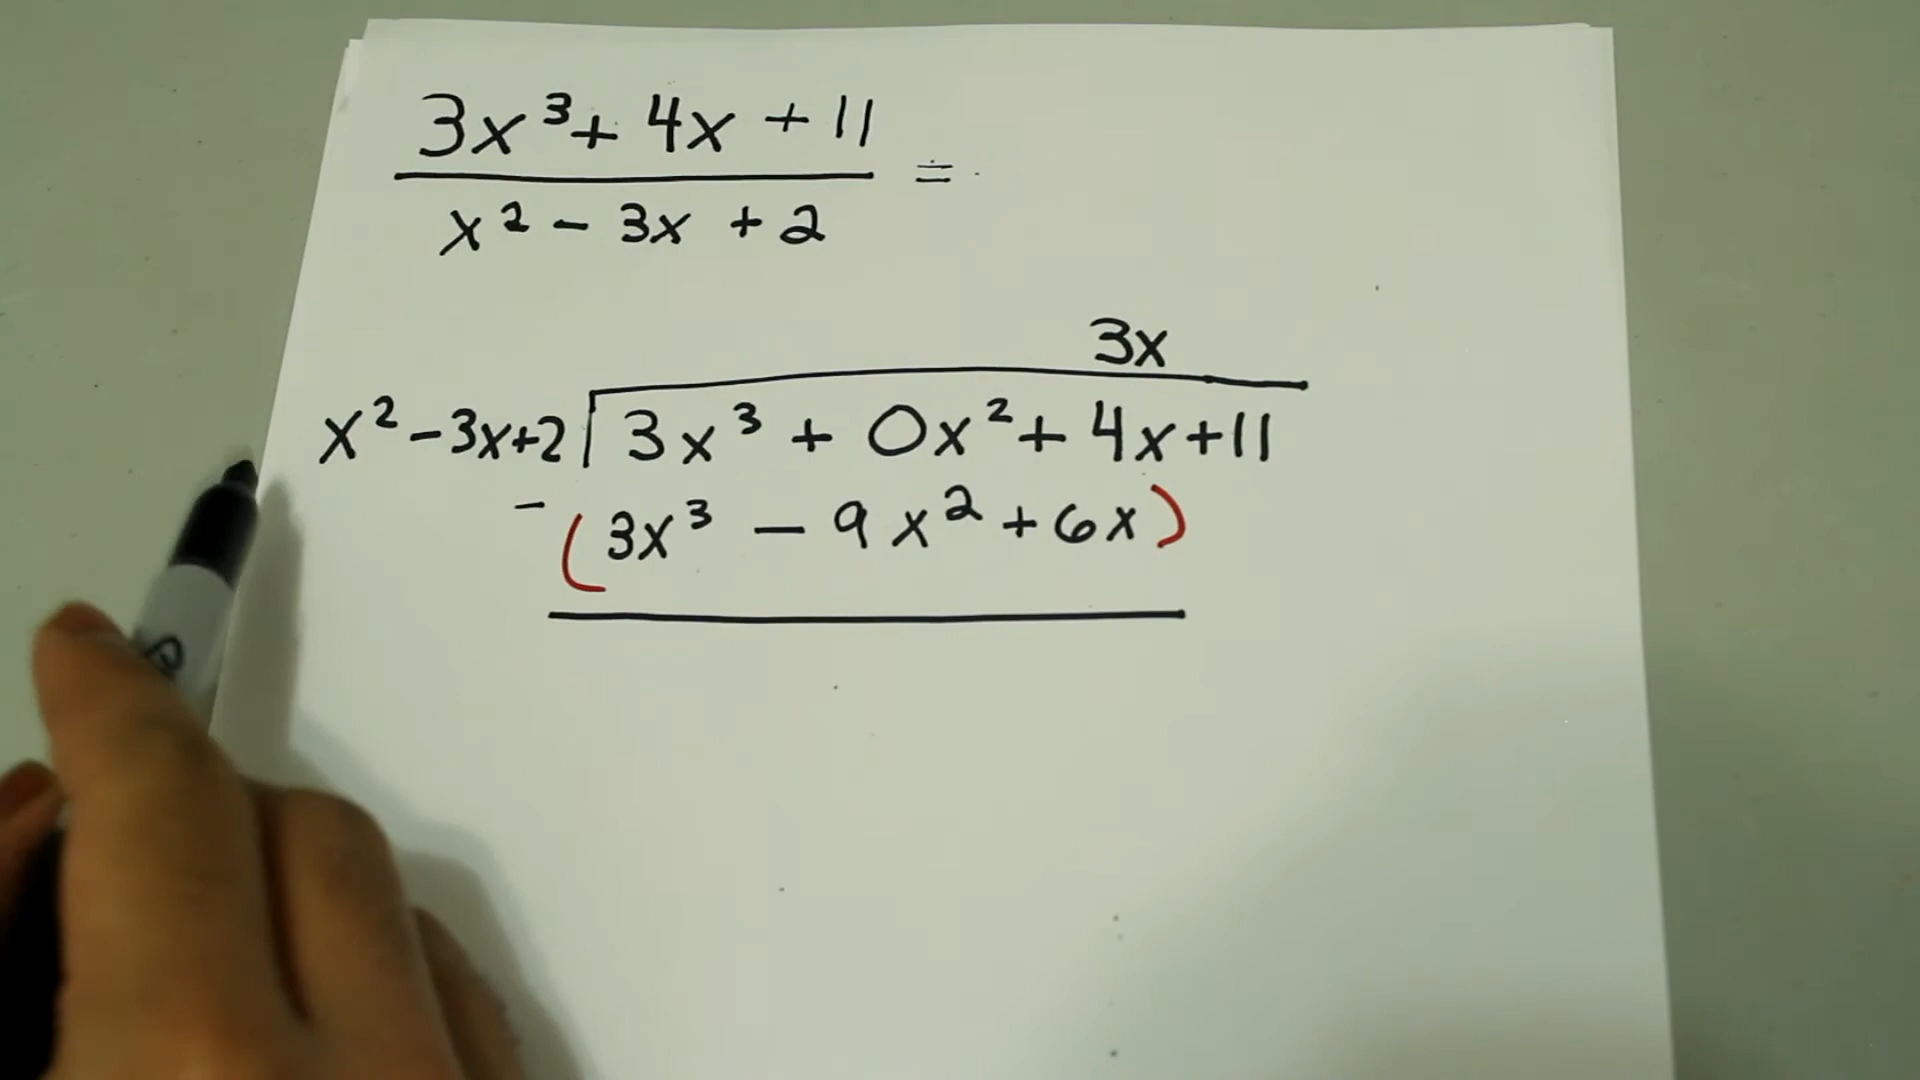 3x³ + 4x + 11
=
x² - 3x + 2
3x
x² - 3x+2 3x³ + 0x² + 4x+11
- (3x³ - 9x² + 6x)